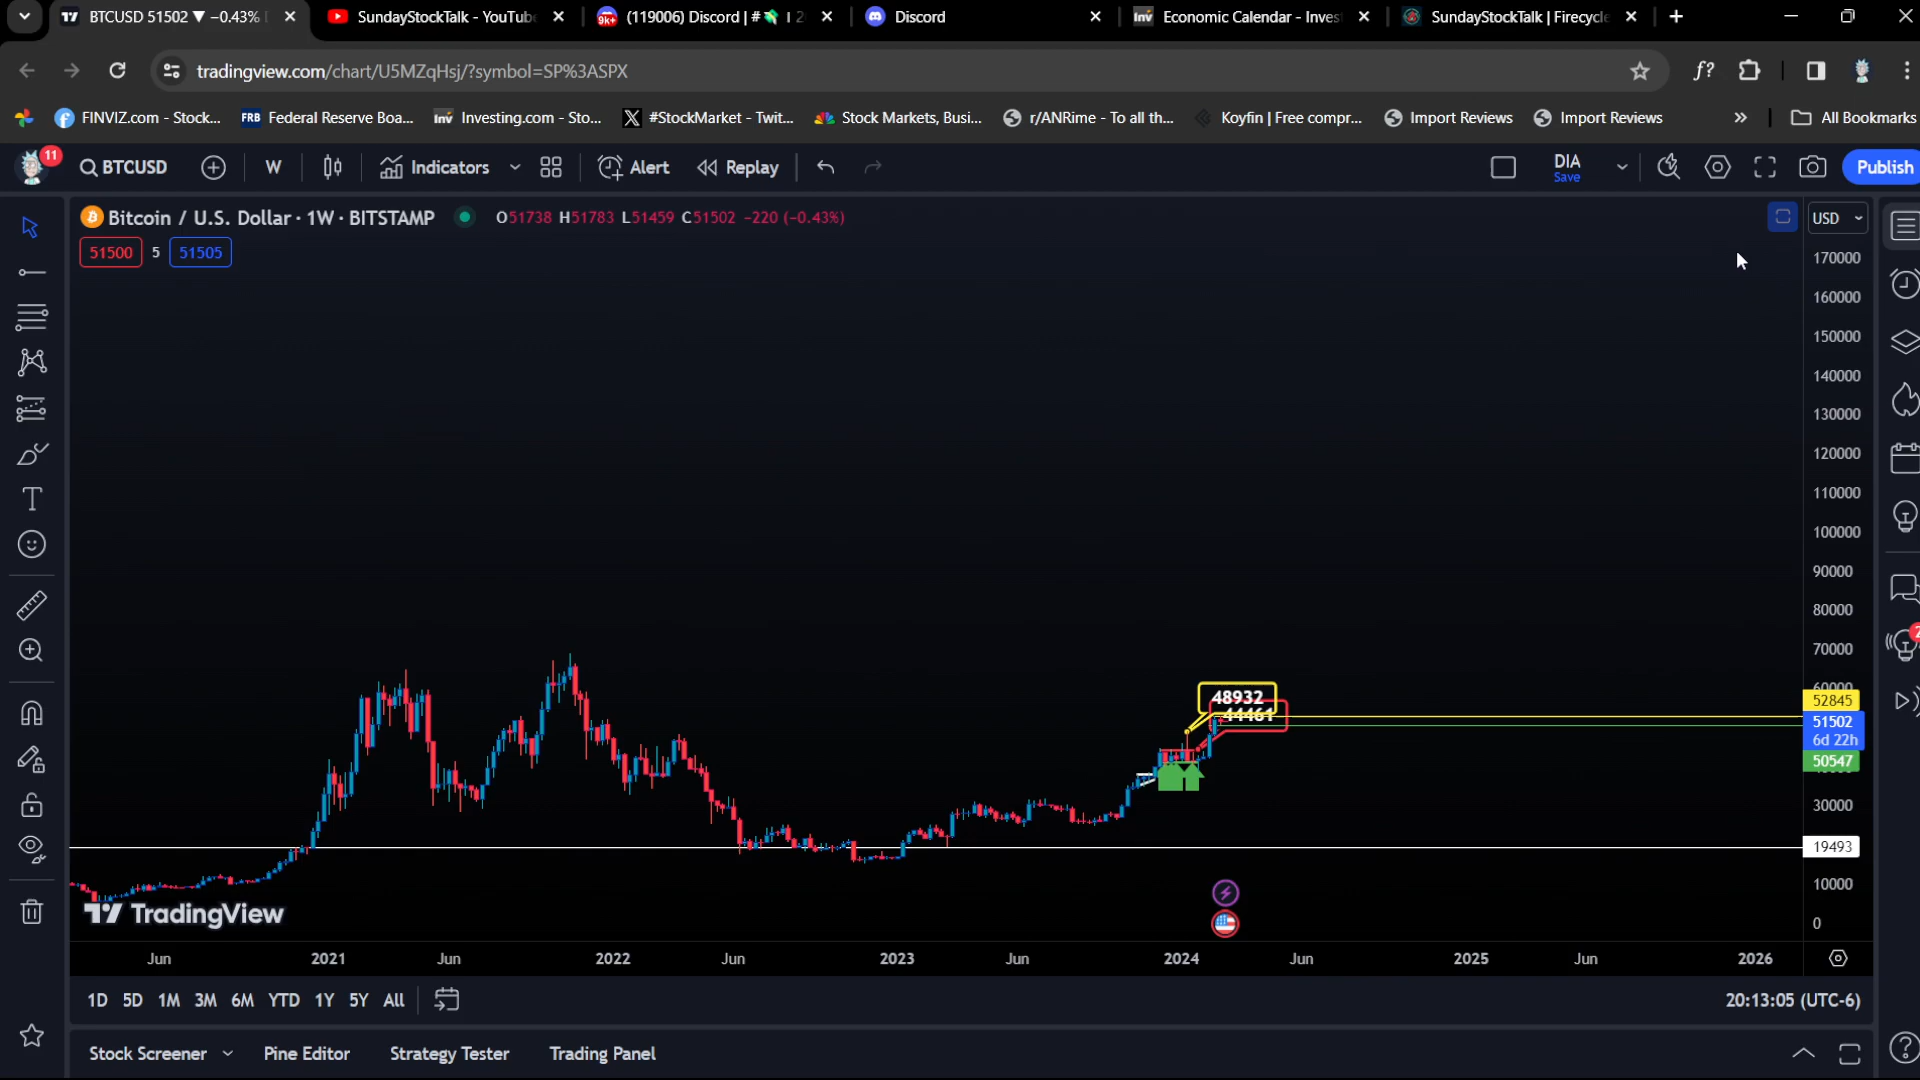 BTCUSD 51502 ▼ −0.43%
SundayStockTalk - YouTube
(119006) Discord | #
Discord
Economic Calendar - Inves
SundayStockTalk | Firecycle
tradingview.com/chart/U5MZqHsj/?symbol=SP%3ASPX
f?
FINVIZ.com - Stock...
FRB Federal Reserve Boa...
Inv Investing.com - Sto...
#StockMarket - Twit...
Stock Markets, Busi...
r/ANRime - To all th...
Koyfin | Free compr...
Import Reviews
Import Reviews
All Bookmarks
11
BTCUSD
W
Indicators
Alert
Replay
DIA
Save
Publish
Bitcoin / U.S. Dollar · 1W · BITSTAMP
O51738 H51783 L51459 C51502 −220 (−0.43%)
USD
51500 5 51505
170000
160000
150000
140000
130000
120000
110000
100000
90000
80000
70000
60000
52845
51502
6d 22h
50547
30000
19493
10000
0
48932
44461
TradingView
Jun 2021 Jun 2022 Jun 2023 Jun 2024 Jun 2025 Jun 2026
1D 5D 1M 3M 6M YTD 1Y 5Y All
20:13:05 (UTC-6)
Stock Screener Pine Editor Strategy Tester Trading Panel